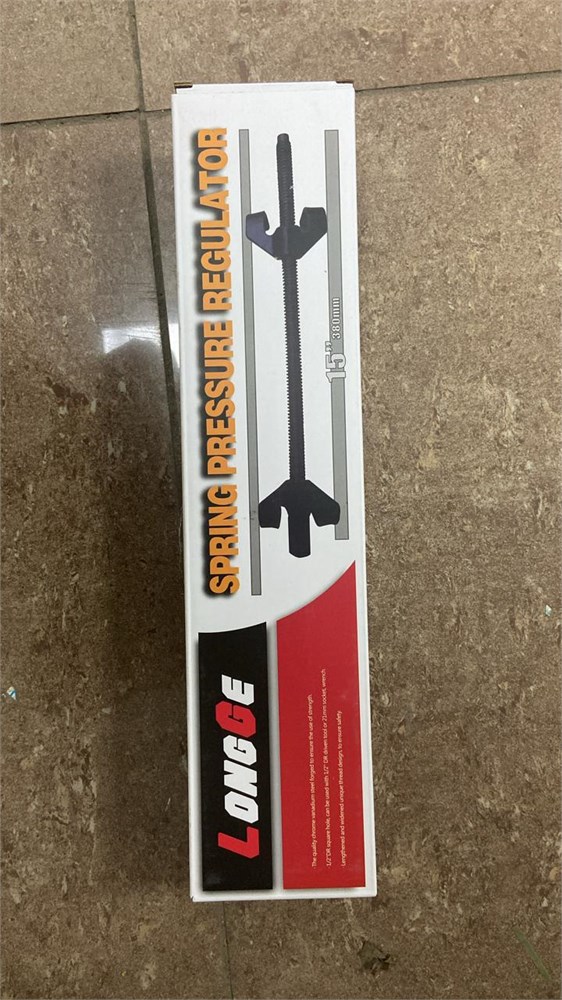 SPRING PRESSURE REGULATOR
15" 380mm
LONGGE
The quality chrome vanadium steel forged to ensure the use of strength.
1/2"DR square hole, can be used with 1/2" DR driven tool or 21mm socket, wrench.
Lengthened and widened unique thread design, to ensure safety.